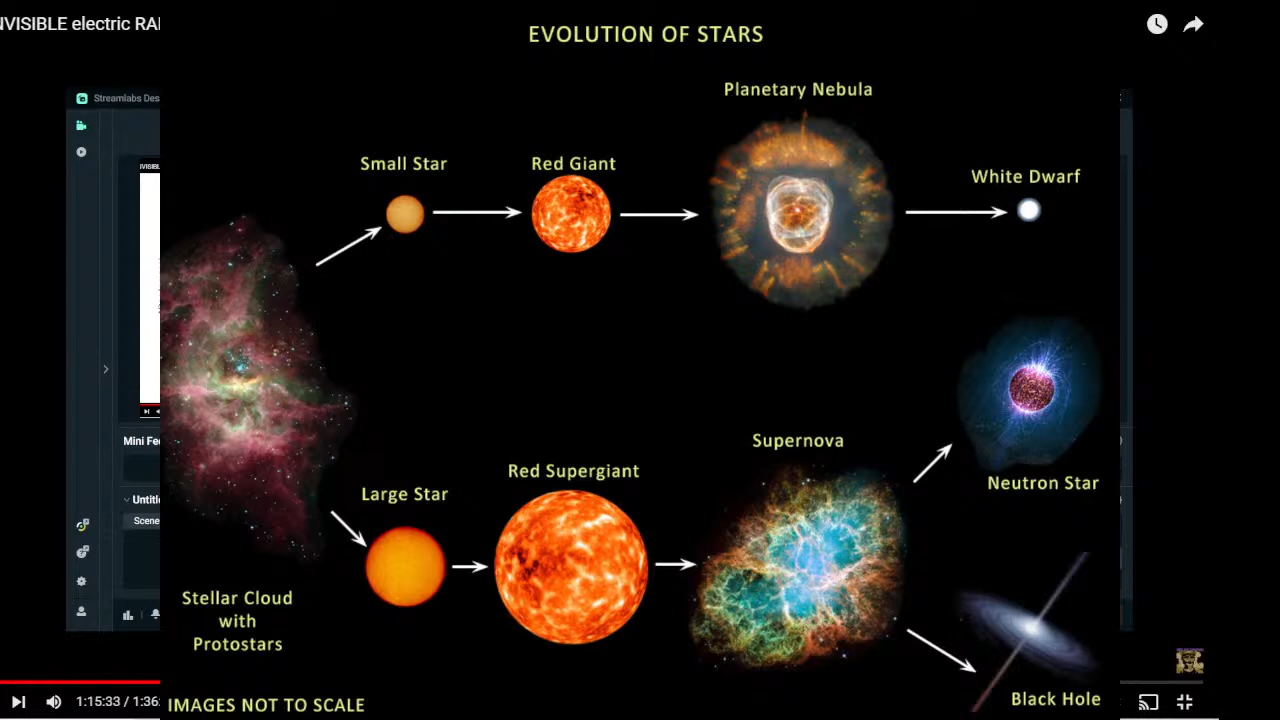 NVISIBLE electric RAI
EVOLUTION OF STARS
Streamlabs Des
Planetary Nebula
Small Star
Red Giant
White Dwarf
Mini Fe
Supernova
Red Supergiant
Large Star
Neutron Star
Scene
Stellar Cloud
with
Protostars
Black Hole
1:15:33 / 1:36:
IMAGES NOT TO SCALE